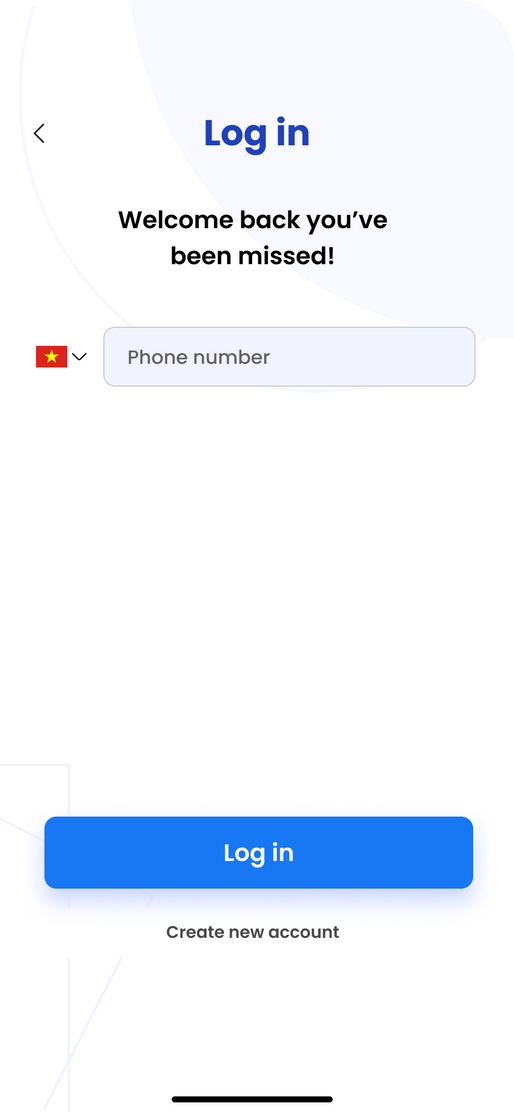 Log in
Welcome back you’ve
been missed!
Phone number
Log in
Create new account